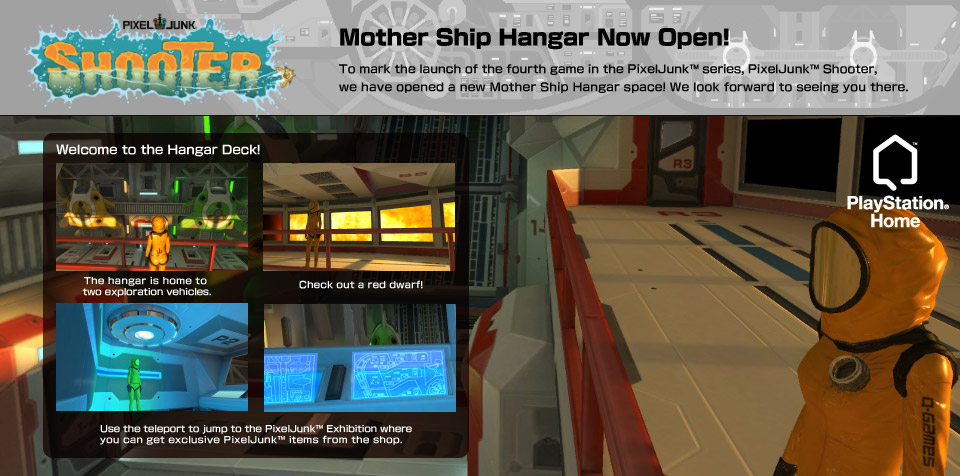 PIXELJUNK
SHOOTER
Mother Ship Hangar Now Open!
To mark the launch of the fourth game in the PixelJunk™ series, PixelJunk™ Shooter,
we have opened a new Mother Ship Hangar space! We look forward to seeing you there.
Welcome to the Hangar Deck!
The hangar is home to
two exploration vehicles.
Check out a red dwarf!
P2
Use the teleport to jump to the PixelJunk™ Exhibition where
you can get exclusive PixelJunk™ items from the shop.
R3
PlayStation®
Home™